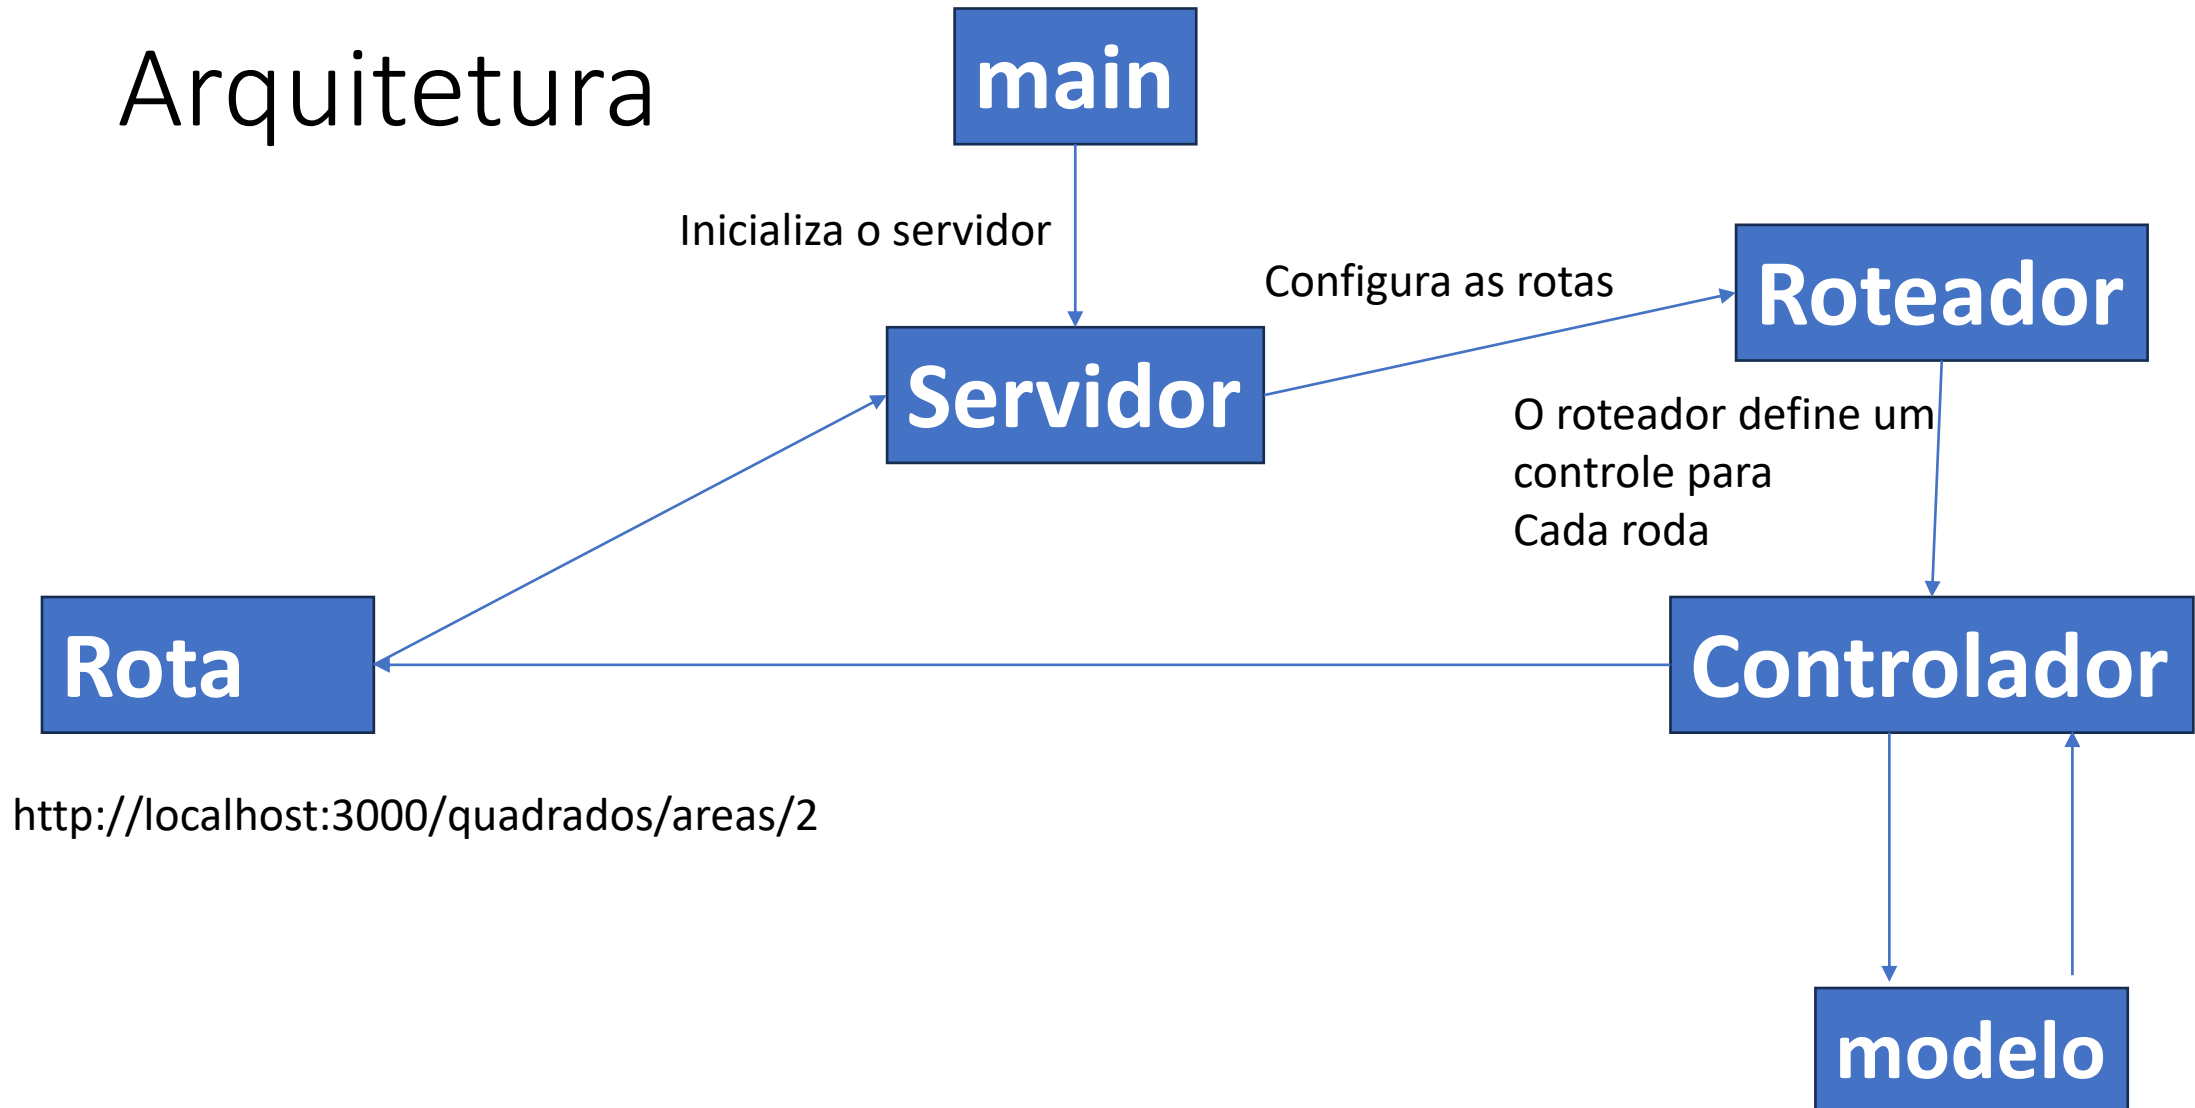 Arquitetura
main
Inicializa o servidor
Configura as rotas
Roteador
Servidor
O roteador define um
controle para
Cada roda
Rota
Controlador
http://localhost:3000/quadrados/areas/2
modelo